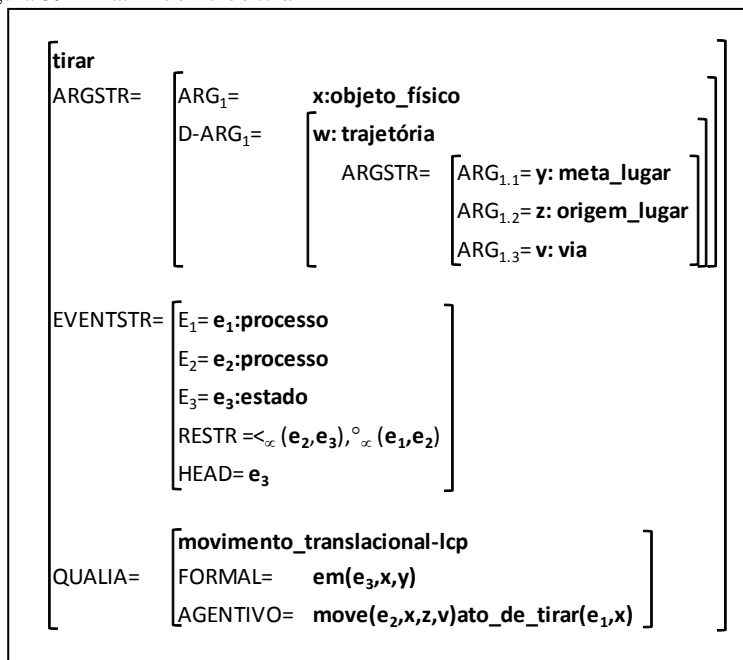 tirar
ARGSTR= ARG₁= x:objeto_físico
D-ARG₁= w: trajetória
ARGSTR= ARG₁.₁= y: meta_lugar
ARG₁.₂= z: origem_lugar
ARG₁.₃= v: via
EVENTSTR= E₁= e₁:processo
E₂= e₂:processo
E₃= e₃:estado
RESTR =<∝ (e₂,e₃),°∝ (e₁,e₂)
HEAD= e₃
movimento_translacional-lcp
QUALIA= FORMAL= em(e₃,x,y)
AGENTIVO= move(e₂,x,z,v)ato_de_tirar(e₁,x)